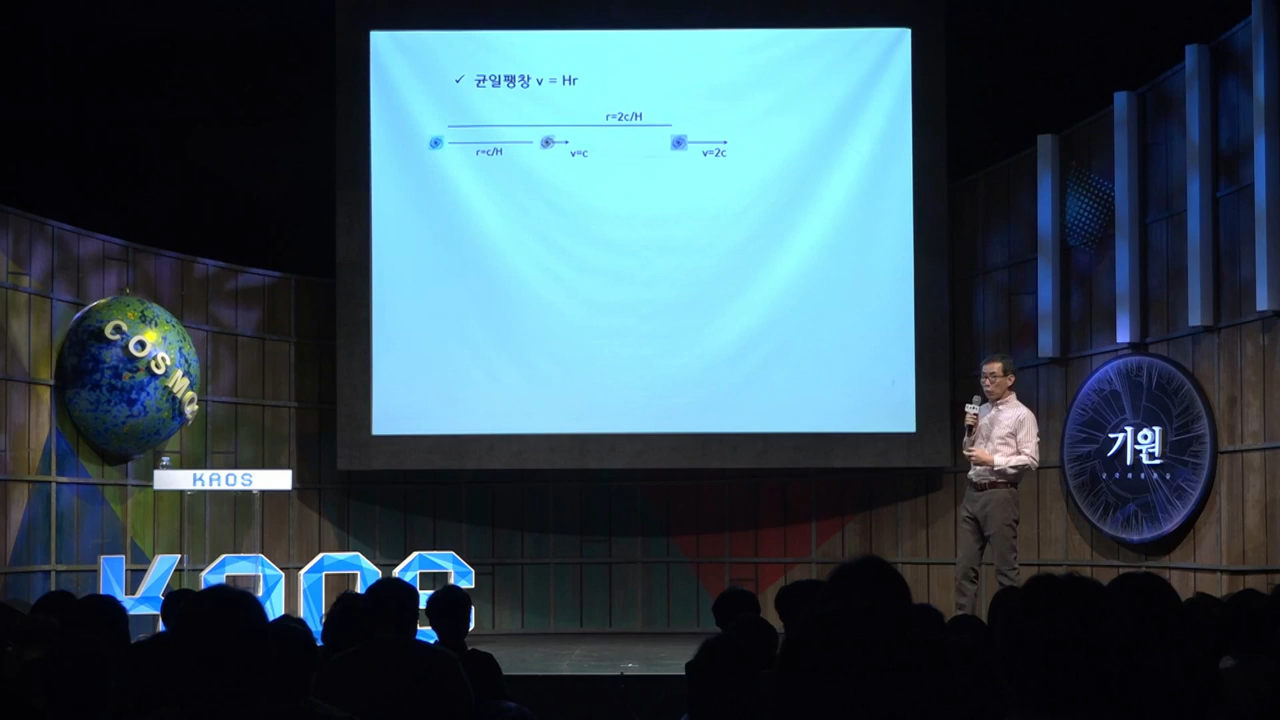 ✓ 균일팽창 v = Hr
r=2c/H
r=c/H
v=c
v=2c
COSMO
KAOS
기원
KAOS